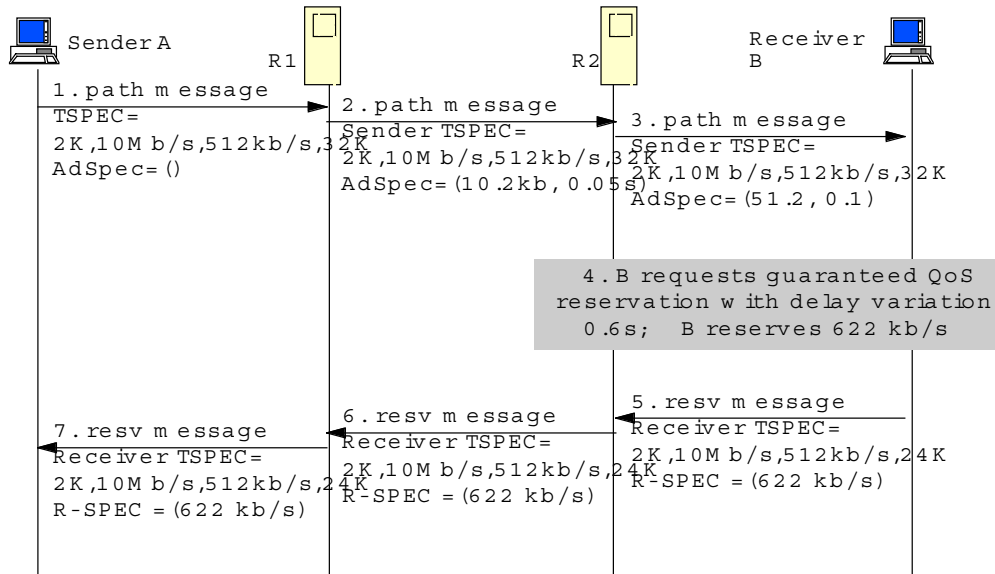 Sender A
R1
R2
Receiver
B
1. path message
TSPEC=
2K,10Mb/s,512kb/s,32K
AdSpec=()
2. path message
Sender TSPEC=
2K,10Mb/s,512kb/s,32K
AdSpec=(10.2kb, 0.05s)
3. path message
Sender TSPEC=
2K,10Mb/s,512kb/s,32K
AdSpec=(51.2, 0.1)
4. B requests guaranteed QoS
reservation with delay variation
0.6s; B reserves 622 kb/s
5. resv message
Receiver TSPEC=
2K,10Mb/s,512kb/s,24K
R-SPEC =(622 kb/s)
6. resv message
Receiver TSPEC=
2K,10Mb/s,512kb/s,24K
R-SPEC =(622 kb/s)
7. resv message
Receiver TSPEC=
2K,10Mb/s,512kb/s,24K
R-SPEC =(622 kb/s)